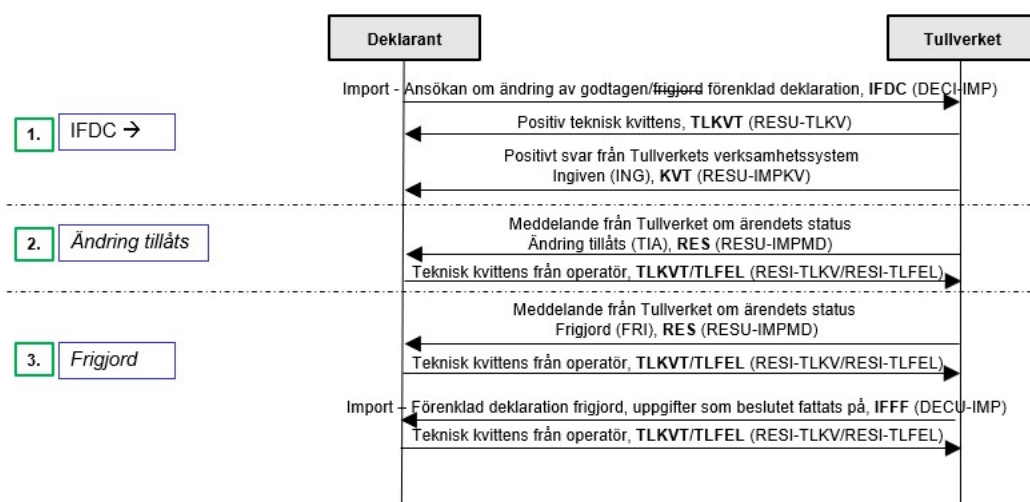 Deklarant
Tullverket
Import - Ansökan om ändring av godtagen/frigjord förenklad deklaration, IFDC (DECI-IMP)
1.
IFDC →
Positiv teknisk kvittens, TLKVT (RESU-TLKV)
Positivt svar från Tullverkets verksamhetssystem
Ingiven (ING), KVT (RESU-IMPKV)
2.
Ändring tillåts
Meddelande från Tullverket om ärendets status
Ändring tillåts (TIA), RES (RESU-IMPMD)
Teknisk kvittens från operatör, TLKVT/TLFEL (RESI-TLKV/RESI-TLFEL)
3.
Frigjord
Meddelande från Tullverket om ärendets status
Frigjord (FRI), RES (RESU-IMPMD)
Teknisk kvittens från operatör, TLKVT/TLFEL (RESI-TLKV/RESI-TLFEL)
Import – Förenklad deklaration frigjord, uppgifter som beslutet fattats på, IFFF (DECU-IMP)
Teknisk kvittens från operatör, TLKVT/TLFEL (RESI-TLKV/RESI-TLFEL)